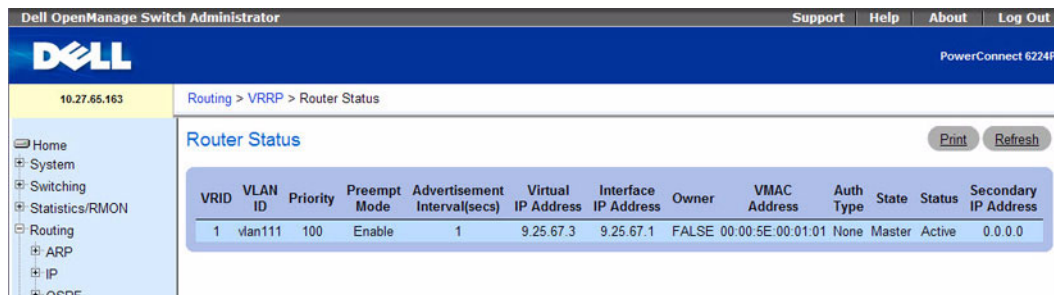 Dell OpenManage Switch Administrator
Support
Help
About
Log Out
DELL
PowerConnect 6224P
10.27.65.163
Routing > VRRP > Router Status
Home
System
Switching
Statistics/RMON
Routing
ARP
IP
OSPF
Router Status
Print
Refresh
VRID VLAN ID Priority Preempt Mode Advertisement Interval(secs) Virtual IP Address Interface IP Address Owner VMAC Address Auth Type State Status Secondary IP Address
1 vlan111 100 Enable 1 9.25.67.3 9.25.67.1 FALSE 00:00:5E:00:01:01 None Master Active 0.0.0.0